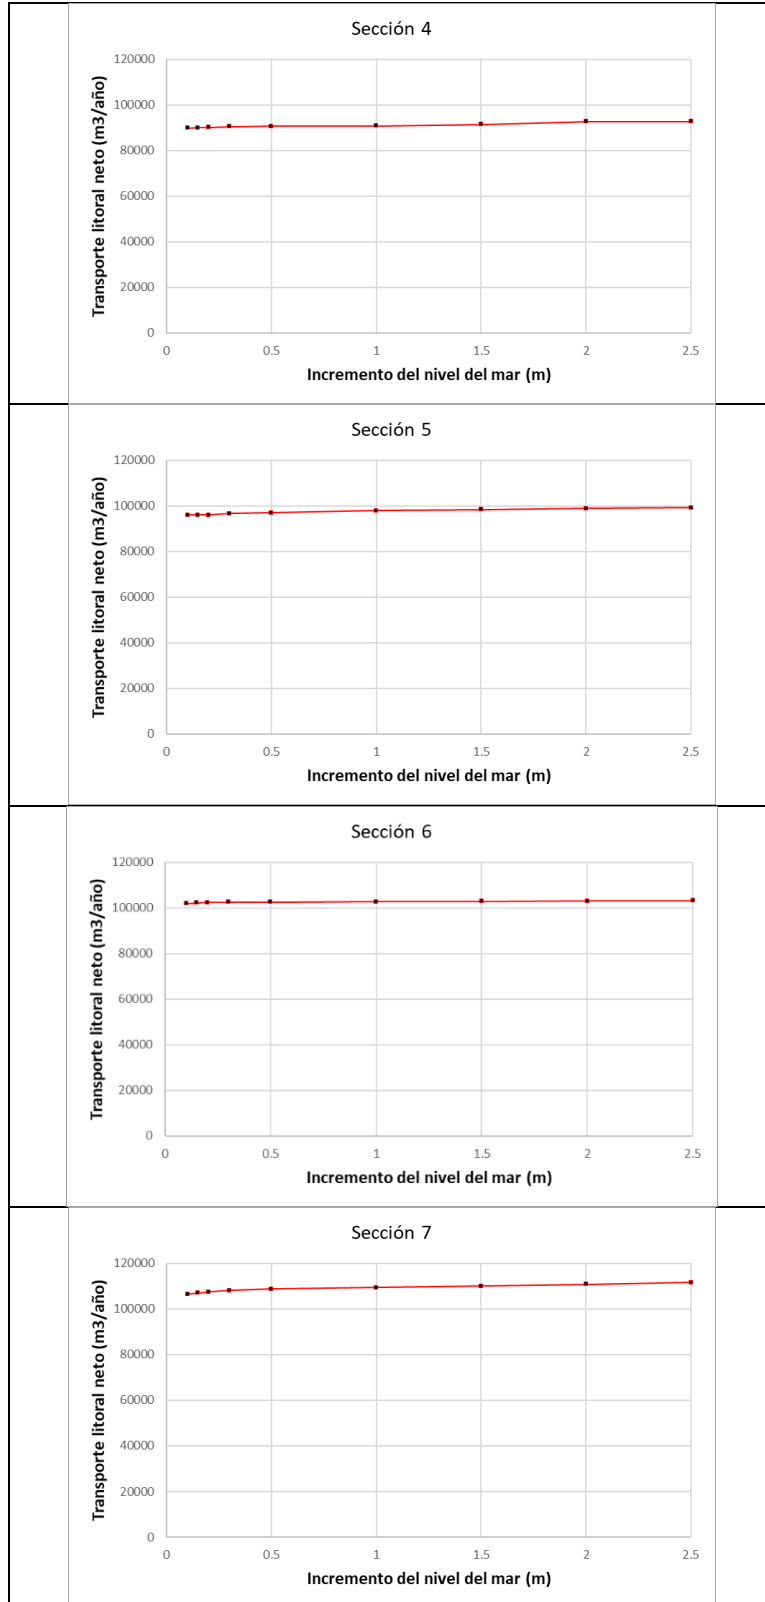 Sección 4
Transporte litoral neto (m3/año)
120000
100000
80000
60000
40000
20000
0
0 0.5 1 1.5 2 2.5
Incremento del nivel del mar (m)
Sección 5
Transporte litoral neto (m3/año)
120000
100000
80000
60000
40000
20000
0
0 0.5 1 1.5 2 2.5
Incremento del nivel del mar (m)
Sección 6
Transporte litoral neto (m3/año)
120000
100000
80000
60000
40000
20000
0
0 0.5 1 1.5 2 2.5
Incremento del nivel del mar (m)
Sección 7
Transporte litoral neto (m3/año)
120000
100000
80000
60000
40000
20000
0
0 0.5 1 1.5 2 2.5
Incremento del nivel del mar (m)